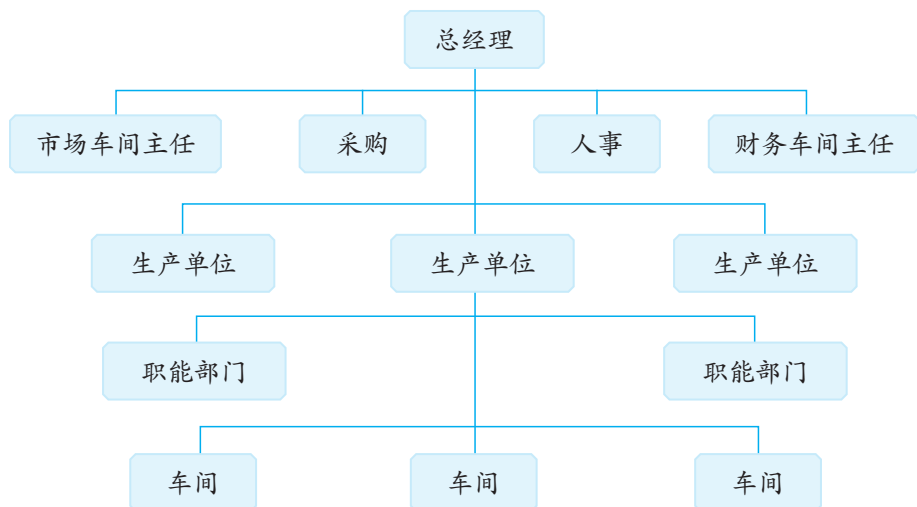 总经理
市场车间主任 采购 人事 财务车间主任
生产单位 生产单位 生产单位
职能部门 职能部门
车间 车间 车间